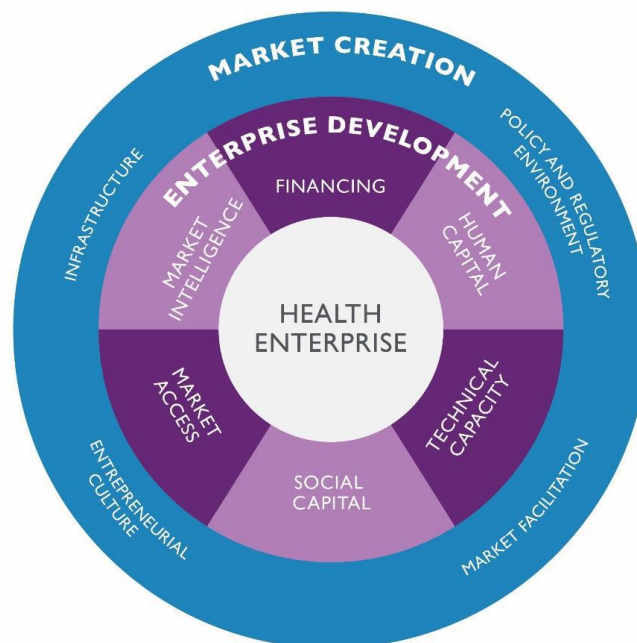 MARKET CREATION
INFRASTRUCTURE
POLICY AND REGULATORY
ENVIRONMENT
ENTERPRISE DEVELOPMENT
FINANCING
MARKET
INTELLIGENCE
HUMAN
CAPITAL
HEALTH
ENTERPRISE
MARKET
ACCESS
TECHNICAL
CAPACITY
SOCIAL
CAPITAL
ENTREPRENEURIAL
CULTURE
MARKET FACILITATION